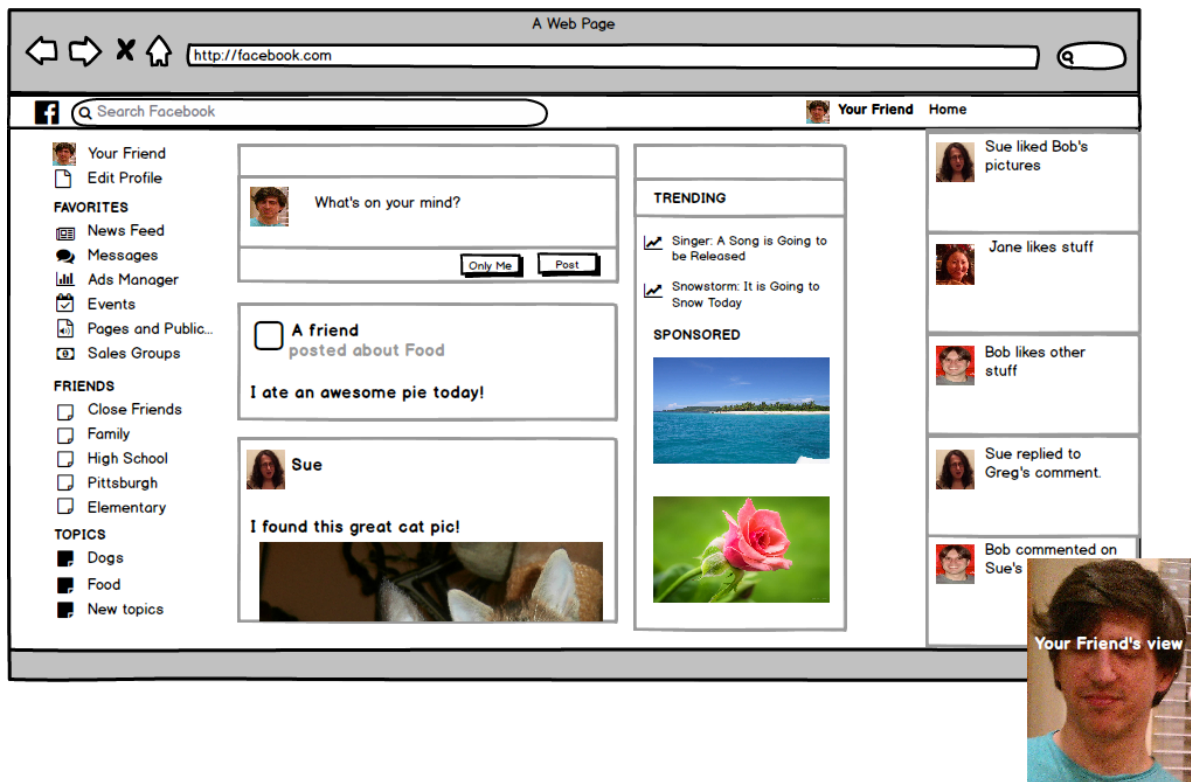 A Web Page
http://facebook.com
Search Facebook
Your Friend
Home
Your Friend
Edit Profile
FAVORITES
News Feed
Messages
Ads Manager
Events
Pages and Public...
Sales Groups
FRIENDS
Close Friends
Family
High School
Pittsburgh
Elementary
TOPICS
Dogs
Food
New topics
What's on your mind?
Only Me
Post
A friend
posted about Food
I ate an awesome pie today!
Sue
I found this great cat pic!
TRENDING
Singer: A Song is Going to
be Released
Snowstorm: It is Going to
Snow Today
SPONSORED
Sue liked Bob's
pictures
Jane likes stuff
Bob likes other
stuff
Sue replied to
Greg's comment.
Bob commented on
Sue's
Your Friend's view